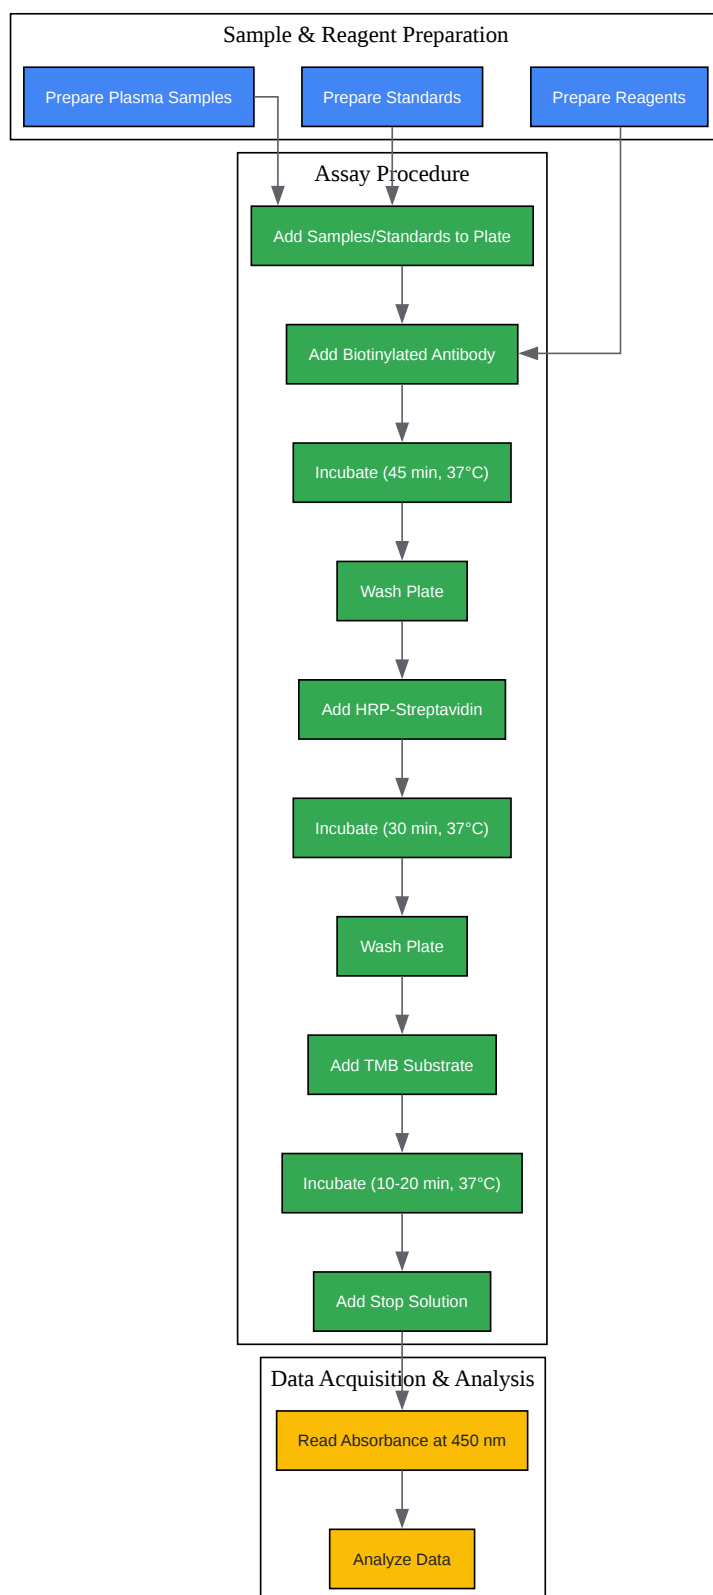 Sample & Reagent Preparation
Prepare Plasma Samples
Prepare Standards
Prepare Reagents
Assay Procedure
Add Samples/Standards to Plate
Add Biotinylated Antibody
Incubate (45 min, 37°C)
Wash Plate
Add HRP-Streptavidin
Incubate (30 min, 37°C)
Wash Plate
Add TMB Substrate
Incubate (10-20 min, 37°C)
Add Stop Solution
Data Acquisition & Analysis
Read Absorbance at 450 nm
Analyze Data